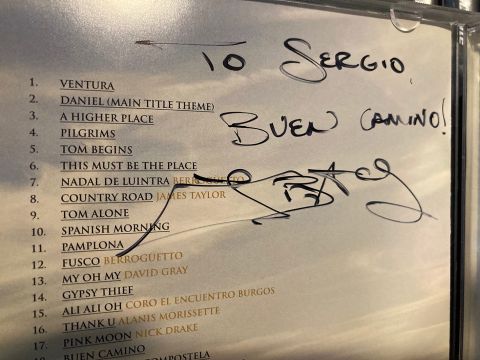 TO SERGIO,
BUEN CAMINO!
1. VENTURA
2. DANIEL (MAIN TITLE THEME)
3. A HIGHER PLACE
4. PILGRIMS
5. TOM BEGINS
6. THIS MUST BE THE PLACE
7. NADAL DE LUINTRA BERROGUETTO
8. COUNTRY ROAD JAMES TAYLOR
9. TOM ALONE
10. SPANISH MORNING
11. PAMPLONA
12. FUSCO BERROGUETTO
13. MY OH MY DAVID GRAY
14. GYPSY THIEF
15. ALI ALI OH CORO EL ENCUENTRO BURGOS
16. THANK U ALANIS MORISSETTE
17. PINK MOON NICK DRAKE
18. BUEN CAMINO
COMPOSTELA